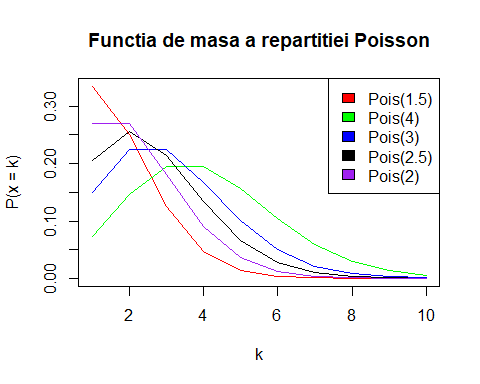 Functia de masa a repartitiei Poisson
P(x = k)
0.30
0.20
0.10
0.00
Pois(1.5)
Pois(4)
Pois(3)
Pois(2.5)
Pois(2)
2 4 6 8 10
k